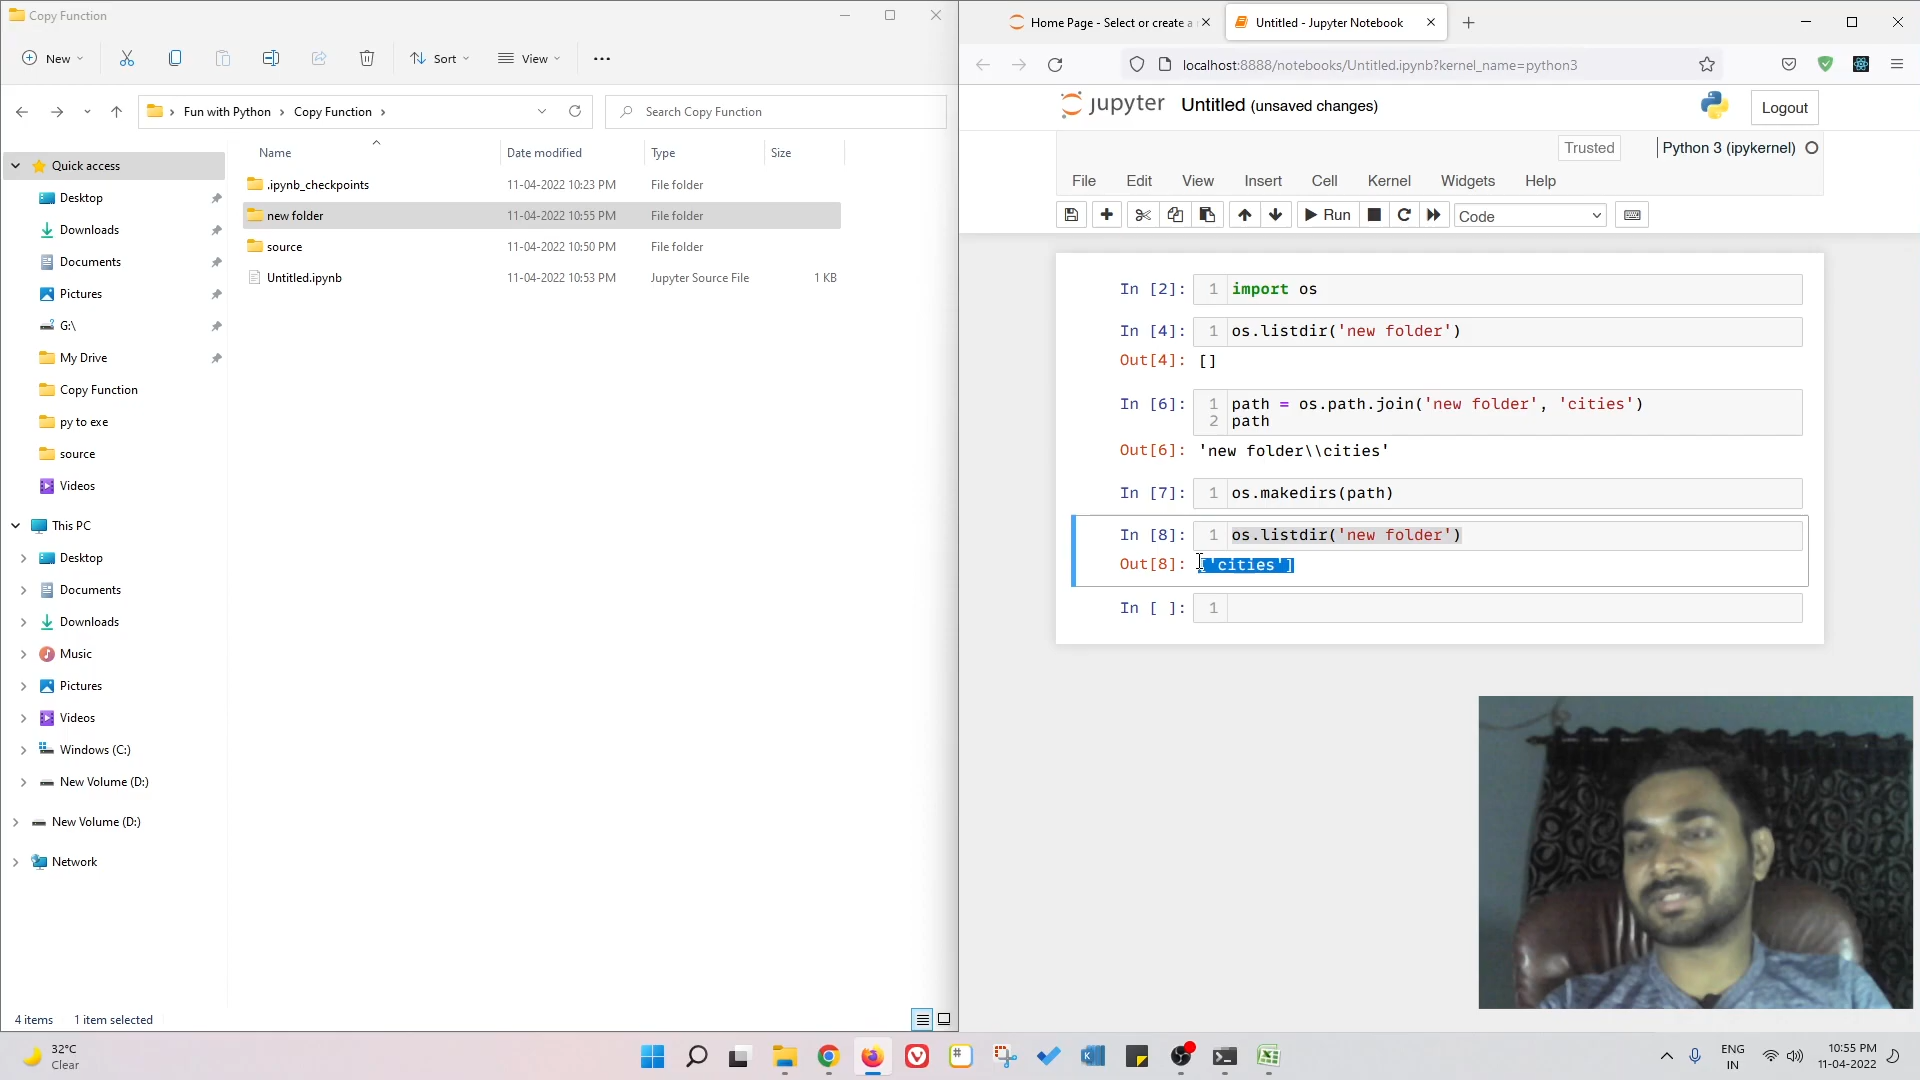 Copy Function
New
Sort
View
Fun with Python
Copy Function
Search Copy Function
Name
Date modified
Type
Size
.ipynb_checkpoints 11-04-2022 10:23 PM File folder
new folder 11-04-2022 10:55 PM File folder
source 11-04-2022 10:50 PM File folder
Untitled.ipynb 11-04-2022 10:53 PM Jupyter Source File 1 KB
Quick access
Desktop
Downloads
Documents
Pictures
G:\
My Drive
Copy Function
py to exe
source
Videos
This PC
Desktop
Documents
Downloads
Music
Pictures
Videos
Windows (C:)
New Volume (D:)
New Volume (D:)
Network
4 items 1 item selected
Home Page - Select or create a
Untitled - Jupyter Notebook
localhost:8888/notebooks/Untitled.ipynb?kernel_name=python3
jupyter Untitled (unsaved changes)
Logout
Trusted
Python 3 (ipykernel)
File Edit View Insert Cell Kernel Widgets Help
Run
Code
In [2]: 1 import os
In [4]: 1 os.listdir('new folder')
Out[4]: []
In [6]: 1 path = os.path.join('new folder', 'cities')
2 path
Out[6]: 'new folder\\cities'
In [7]: 1 os.makedirs(path)
In [8]: 1 os.listdir('new folder')
Out[8]: ['cities']
In [ ]: 1
32°C
Clear
ENG
IN
10:55 PM
11-04-2022